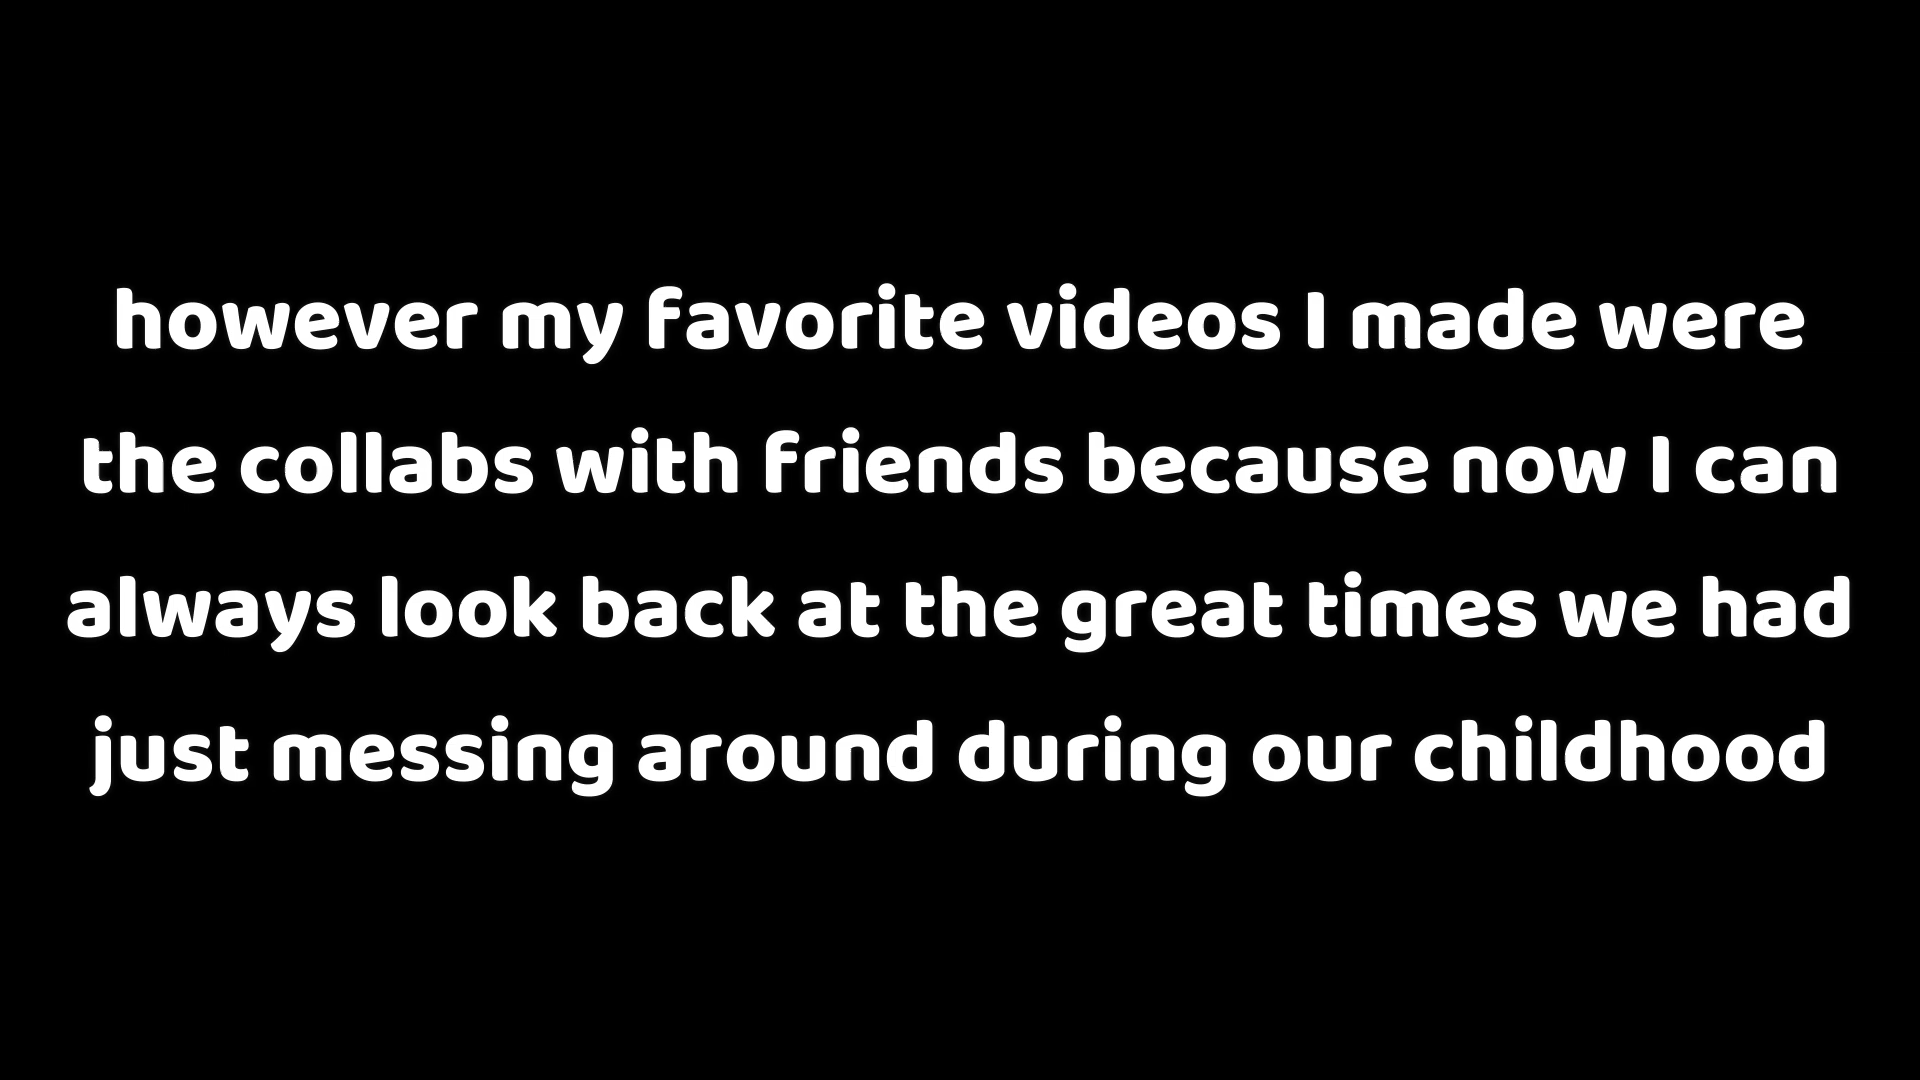 however my favorite videos I made were
the collabs with friends because now I can
always look back at the great times we had
just messing around during our childhood